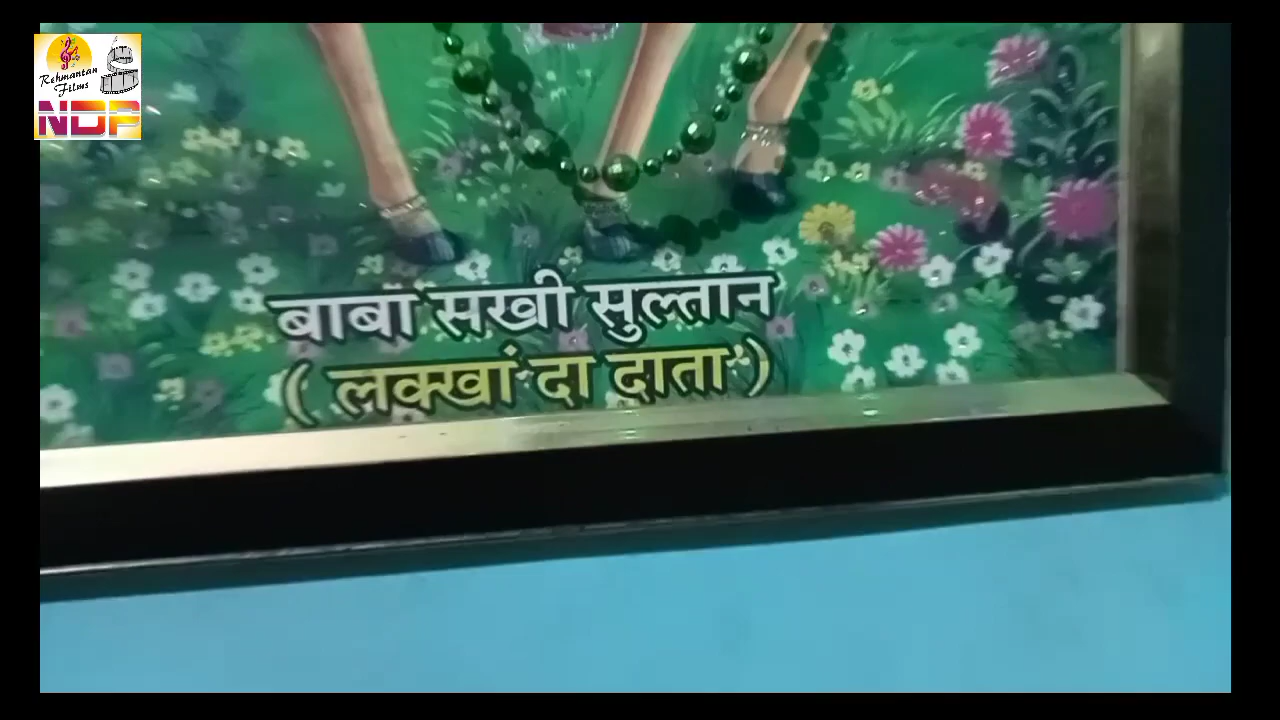 Rehmantan
Films
NDP
बाबा सखी सुल्तान
( लक्खां दा दाता )